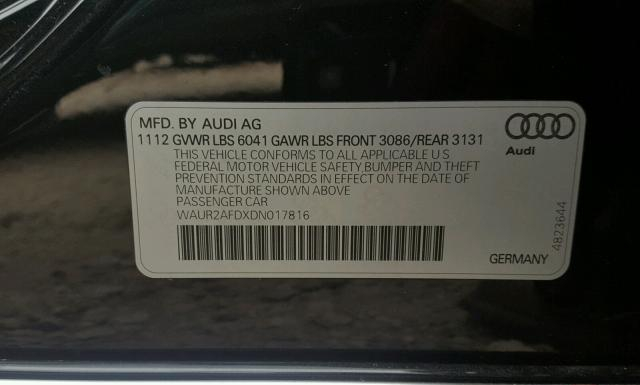 MFD. BY AUDI AG
1112 GVWR LBS 6041 GAWR LBS FRONT 3086/REAR 3131
THIS VEHICLE CONFORMS TO ALL APPLICABLE U S
FEDERAL MOTOR VEHICLE SAFETY BUMPER AND THEFT
PREVENTION STANDARDS IN EFFECT ON THE DATE OF
MANUFACTURE SHOWN ABOVE
PASSENGER CAR
WAUR2AFDXDN017816
Audi
4823644
GERMANY